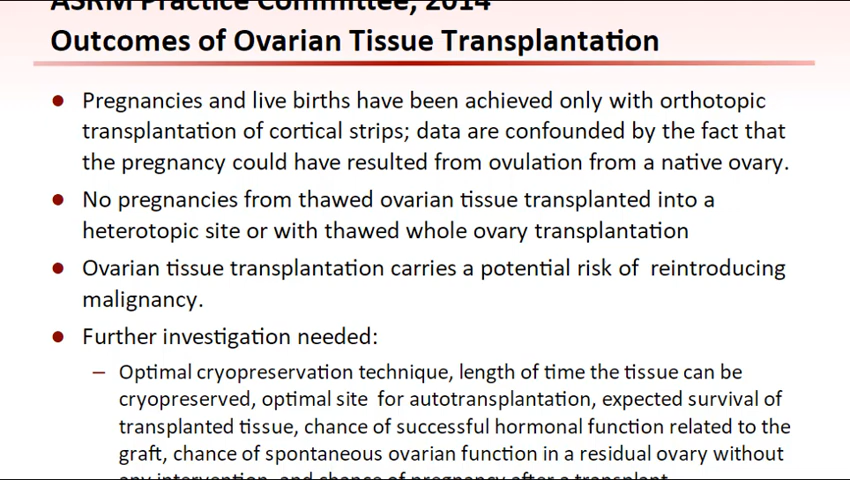 ASRM Practice Committee, 2014
Outcomes of Ovarian Tissue Transplantation
● Pregnancies and live births have been achieved only with orthotopic
transplantation of cortical strips; data are confounded by the fact that
the pregnancy could have resulted from ovulation from a native ovary.
● No pregnancies from thawed ovarian tissue transplanted into a
heterotopic site or with thawed whole ovary transplantation
● Ovarian tissue transplantation carries a potential risk of reintroducing
malignancy.
● Further investigation needed:
– Optimal cryopreservation technique, length of time the tissue can be
cryopreserved, optimal site for autotransplantation, expected survival of
transplanted tissue, chance of successful hormonal function related to the
graft, chance of spontaneous ovarian function in a residual ovary without
any intervention, and chance of pregnancy after a transplant